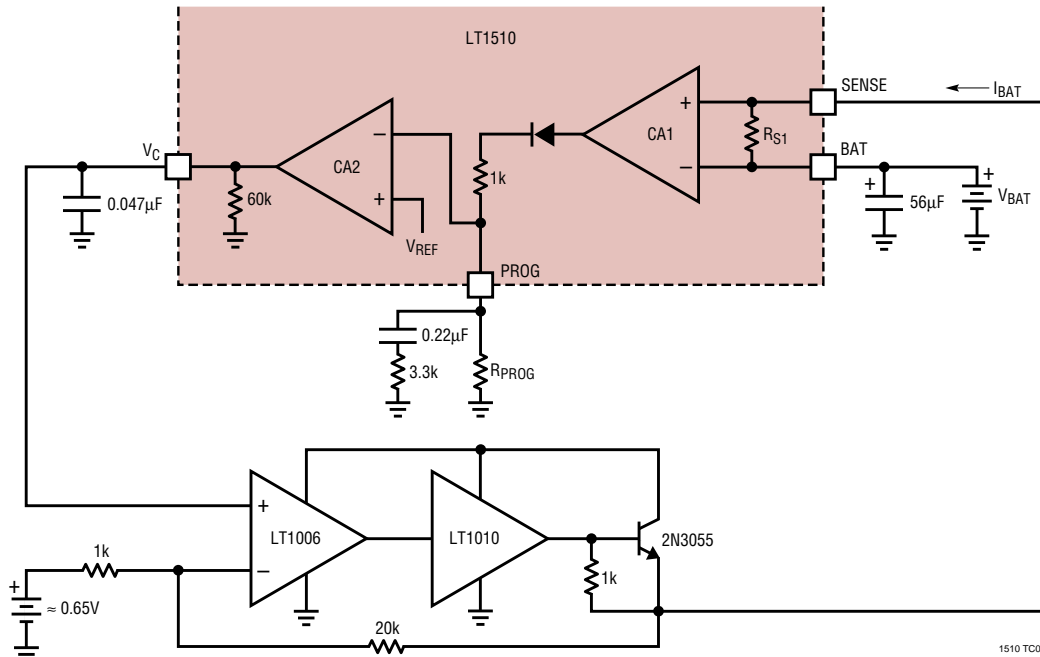 LT1510
SENSE
I_BAT
CA1
+
–
R_S1
BAT
1k
CA2
–
+
V_REF
V_C
60k
0.047µF
+
56µF
+
V_BAT
PROG
0.22µF
3.3k
R_PROG
+
–
LT1006
LT1010
2N3055
1k
1k
+
≈ 0.65V
20k
1510 TC0